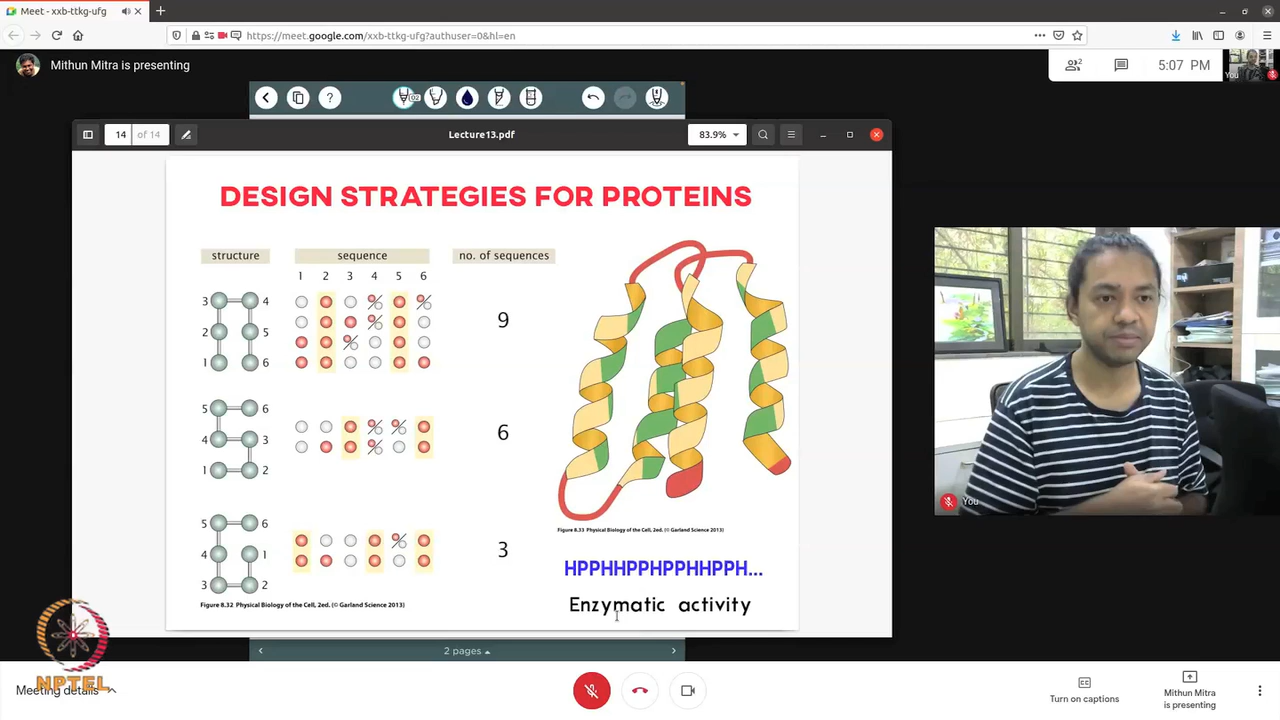 Meet - xxb-ttkg-ufg
https://meet.google.com/xxb-ttkg-ufg?authuser=0&hl=en
Mithun Mitra is presenting
2
5:07 PM
You
02
14 of 14
Lecture13.pdf
83.9%
DESIGN STRATEGIES FOR PROTEINS
structure sequence no. of sequences
1 2 3 4 5 6
3 4
2 5
1 6
9
5 6
4 3
1 2
6
5 6
4 1
3 2
3
Figure 8.32 Physical Biology of the Cell, 2ed. (© Garland Science 2013)
Figure 8.33 Physical Biology of the Cell, 2ed. (© Garland Science 2013)
HPPHHPPHPPHHPPH...
Enzymatic activity
You
2 pages
NPTEL
Meeting details
Turn on captions
Mithun Mitra
is presenting